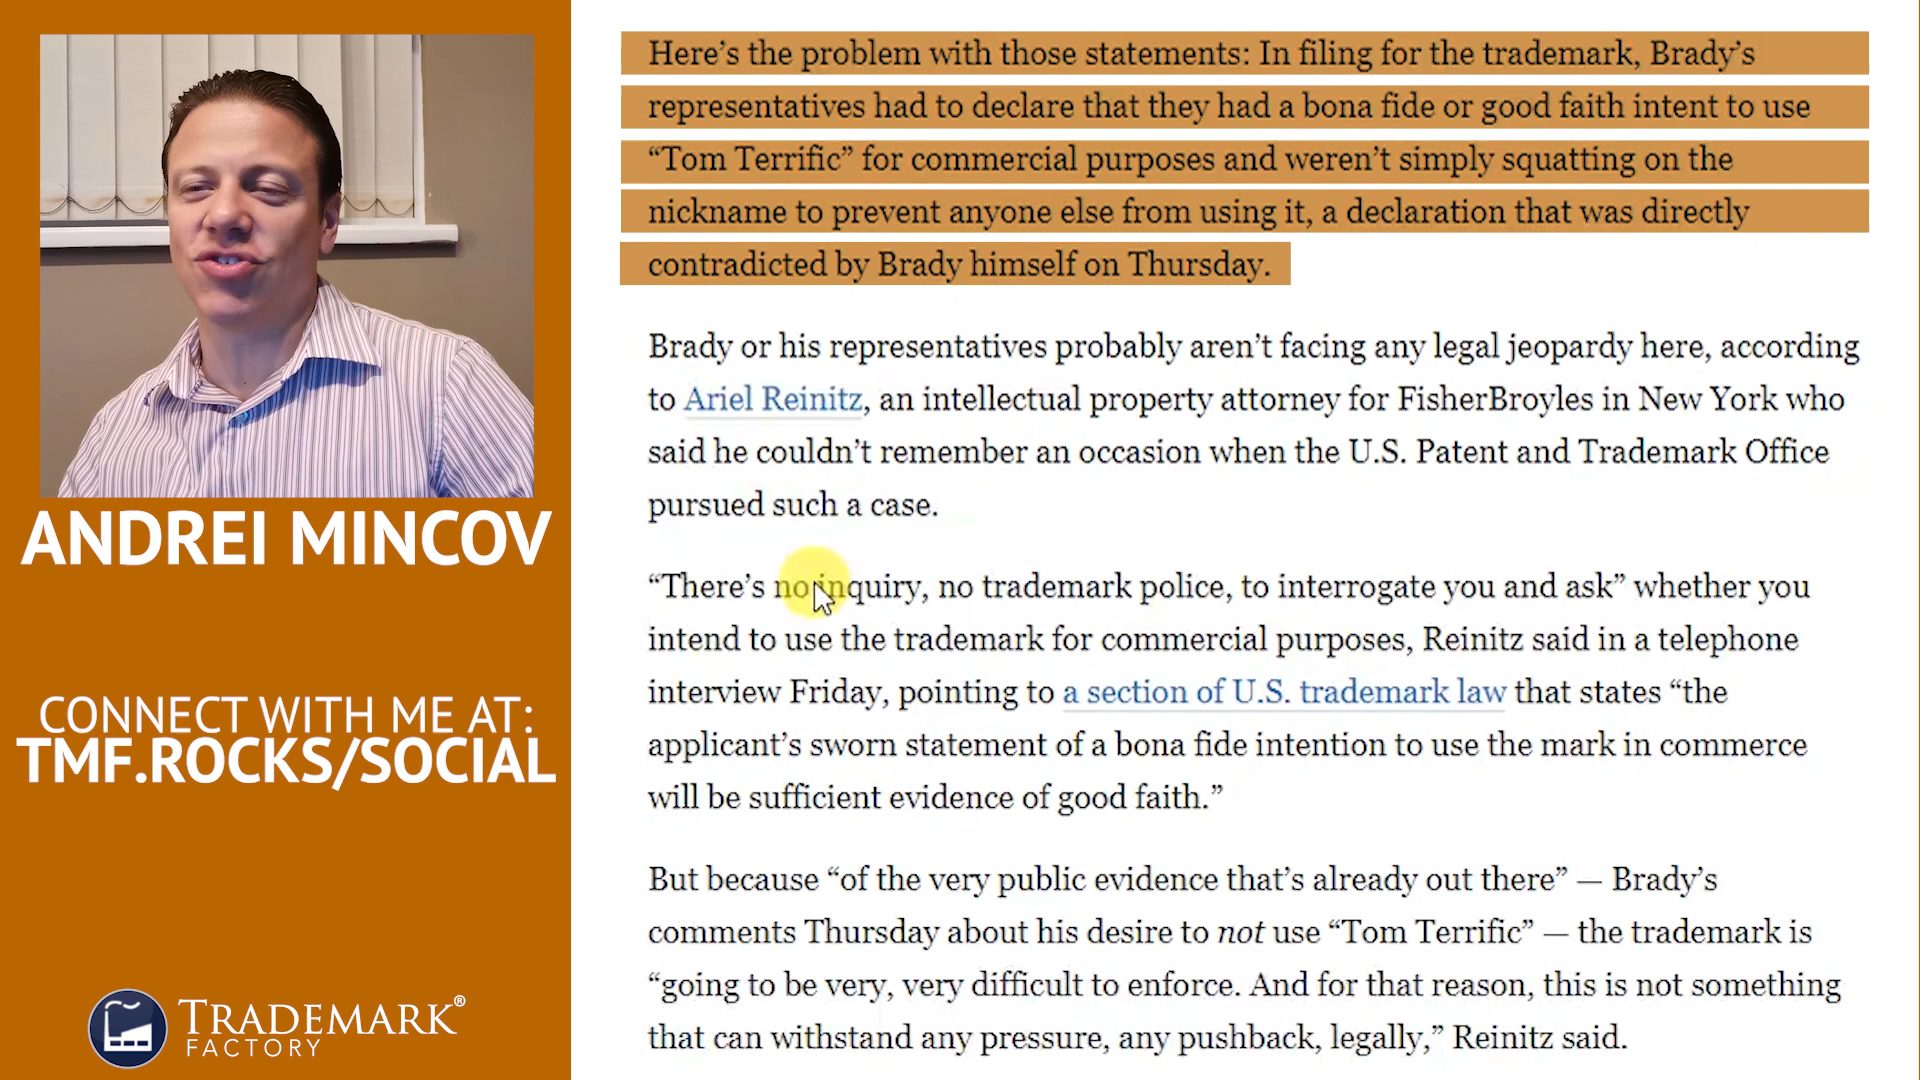 ANDREI MINCOV
CONNECT WITH ME AT:
TMF.ROCKS/SOCIAL
TRADEMARK®
FACTORY
Here’s the problem with those statements: In filing for the trademark, Brady’s
representatives had to declare that they had a bona fide or good faith intent to use
“Tom Terrific” for commercial purposes and weren’t simply squatting on the
nickname to prevent anyone else from using it, a declaration that was directly
contradicted by Brady himself on Thursday.
Brady or his representatives probably aren’t facing any legal jeopardy here, according
to Ariel Reinitz, an intellectual property attorney for FisherBroyles in New York who
said he couldn’t remember an occasion when the U.S. Patent and Trademark Office
pursued such a case.
“There’s no inquiry, no trademark police, to interrogate you and ask” whether you
intend to use the trademark for commercial purposes, Reinitz said in a telephone
interview Friday, pointing to a section of U.S. trademark law that states “the
applicant’s sworn statement of a bona fide intention to use the mark in commerce
will be sufficient evidence of good faith.”
But because “of the very public evidence that’s already out there” — Brady’s
comments Thursday about his desire to not use “Tom Terrific” — the trademark is
“going to be very, very difficult to enforce. And for that reason, this is not something
that can withstand any pressure, any pushback, legally,” Reinitz said.